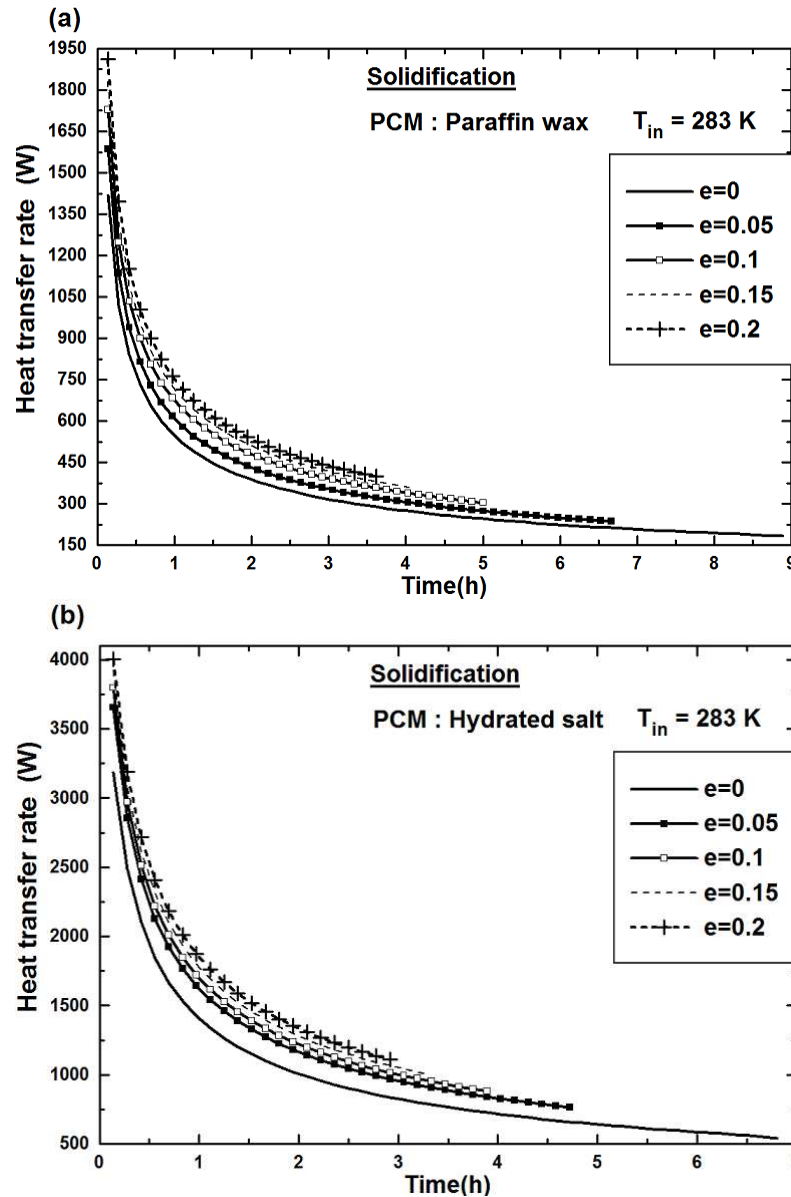 (a)
1950
1800
1650
1500
1350
1200
1050
900
750
600
450
300
150
Heat transfer rate (W)
Solidification
PCM : Paraffin wax T_in = 283 K
e=0
e=0.05
e=0.1
e=0.15
e=0.2
0 1 2 3 4 5 6 7 8 9
Time(h)
(b)
4000
3500
3000
2500
2000
1500
1000
500
Heat transfer rate (W)
Solidification
PCM : Hydrated salt T_in = 283 K
e=0
e=0.05
e=0.1
e=0.15
e=0.2
0 1 2 3 4 5 6
Time(h)